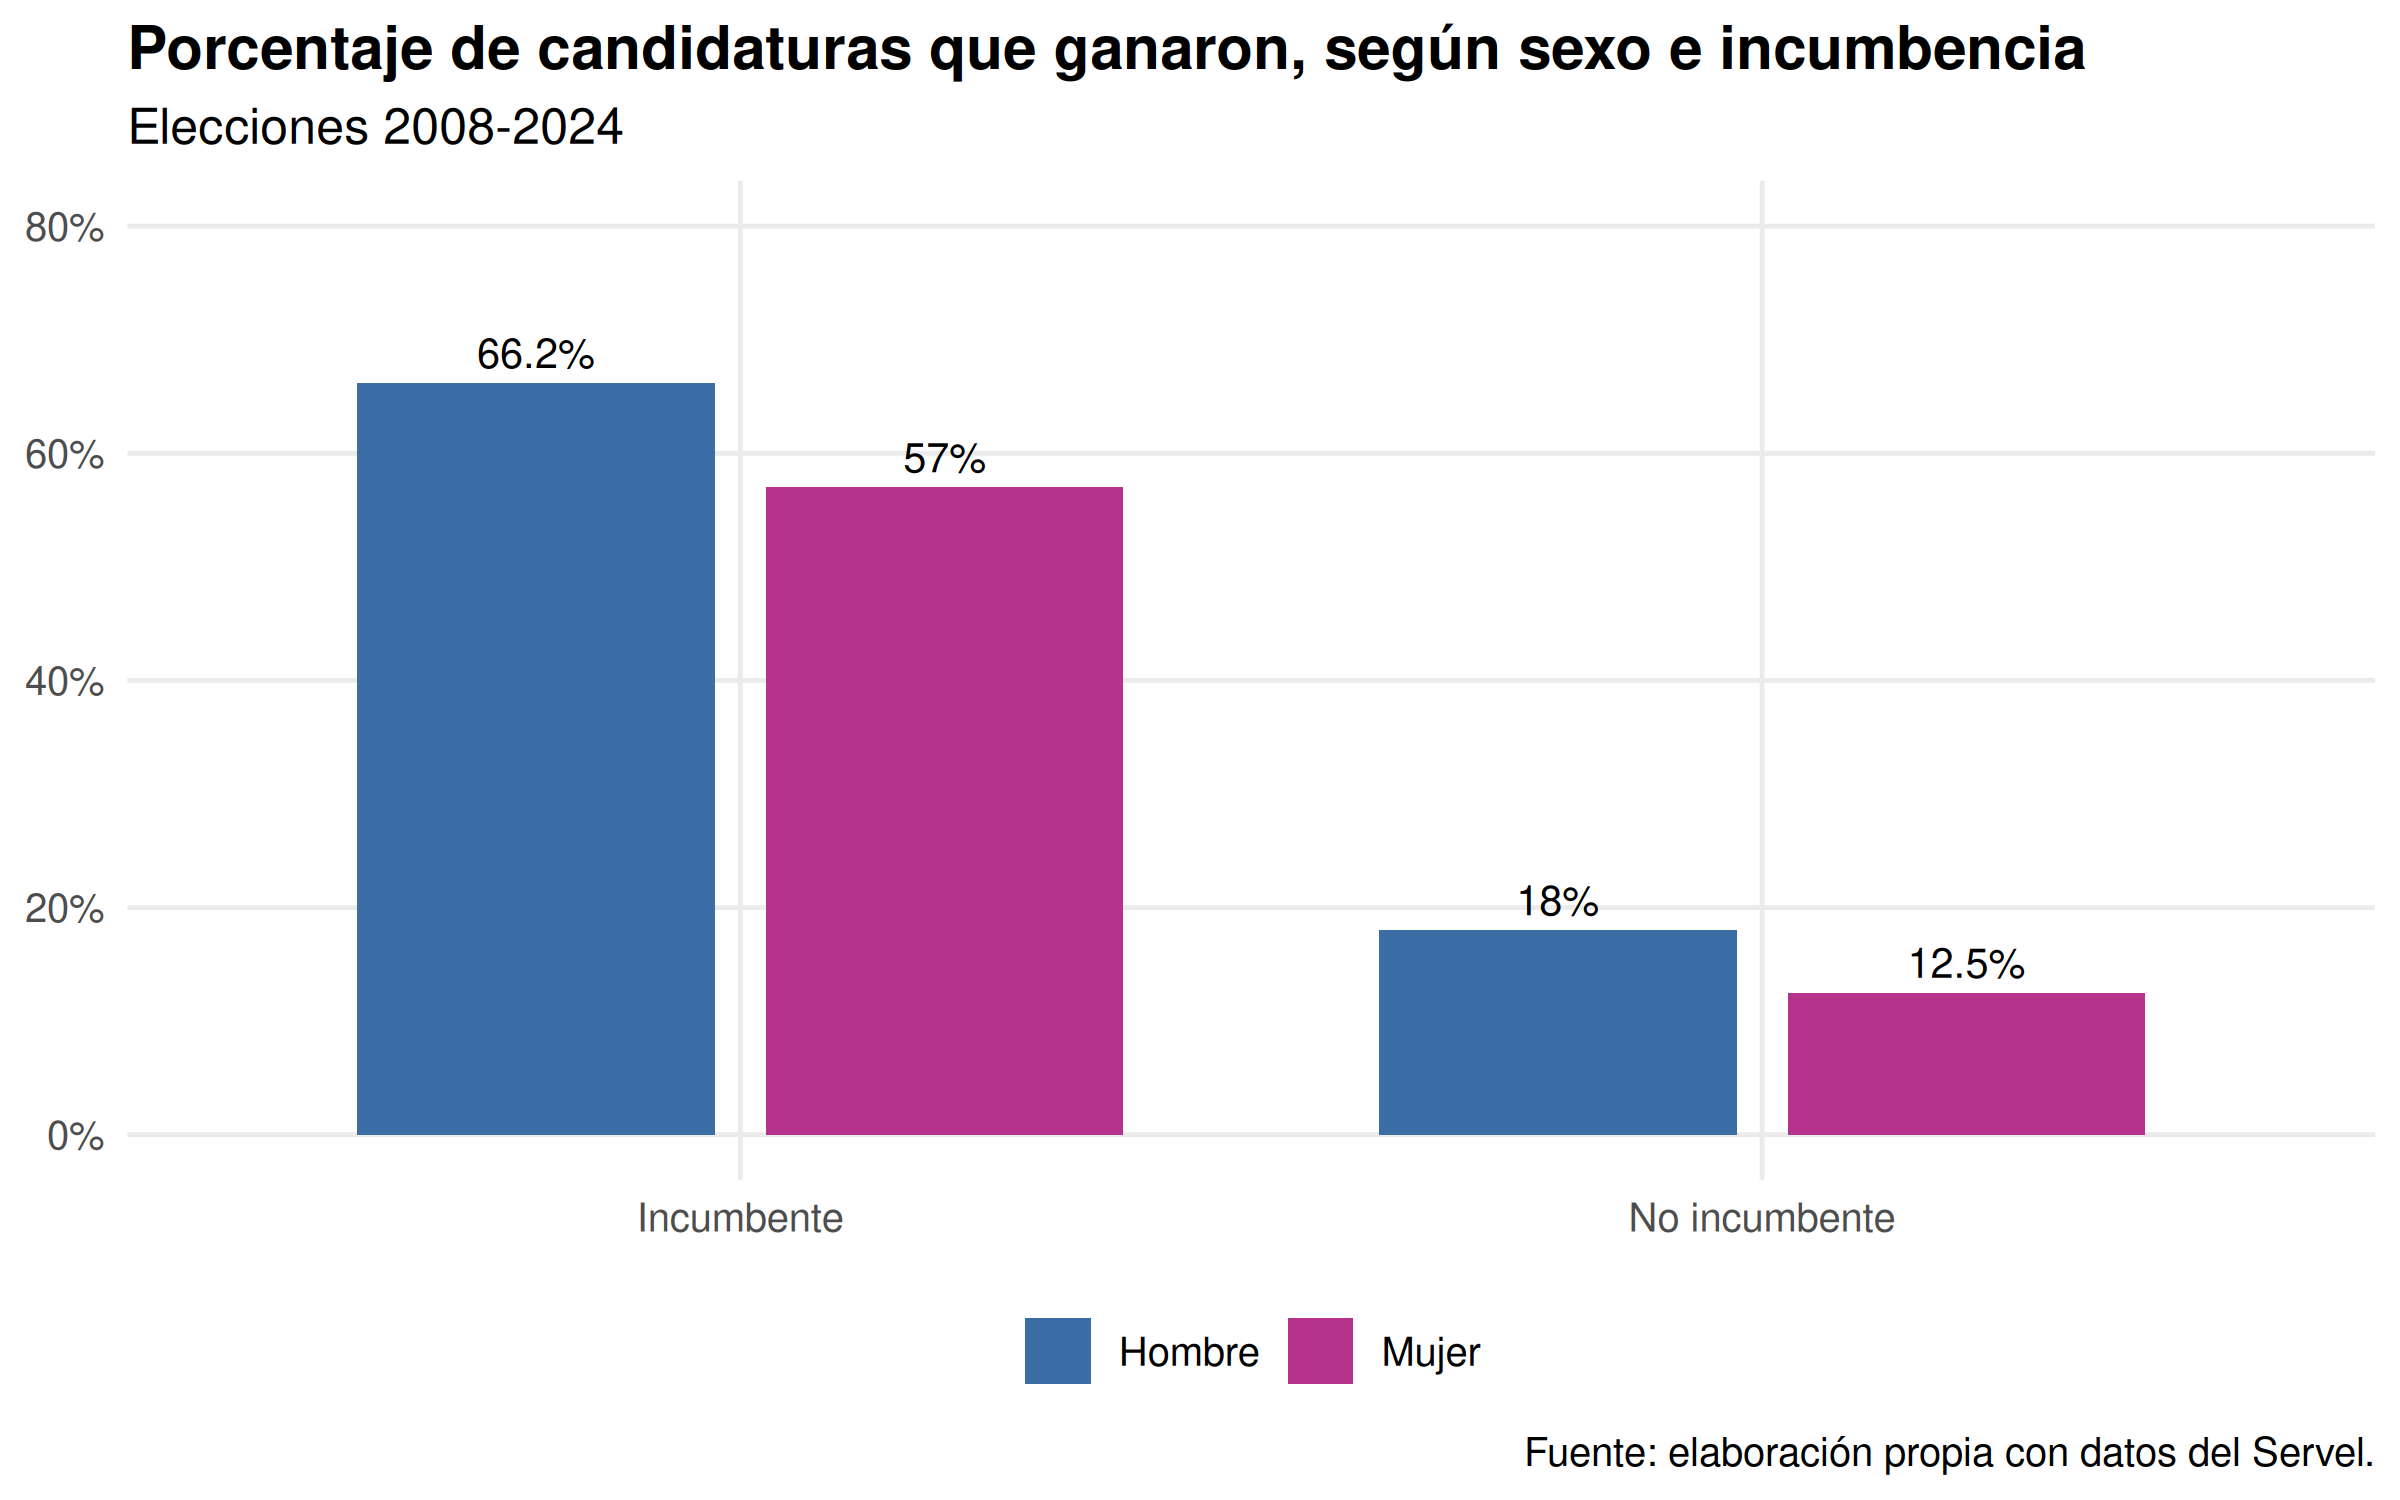 Porcentaje de candidaturas que ganaron, según sexo e incumbencia
Elecciones 2008-2024
80%
60%
40%
20%
0%
66.2%
57%
18%
12.5%
Incumbente
No incumbente
Hombre
Mujer
Fuente: elaboración propia con datos del Servel.